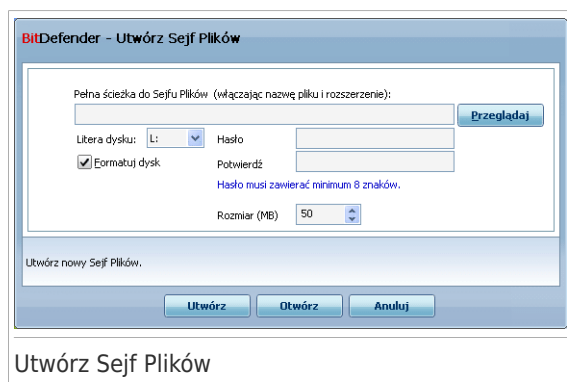 BitDefender - Utwórz Sejf Plików
Pełna ścieżka do Sejfu Plików (włączając nazwę pliku i rozszerzenie):
Przeglądaj
Litera dysku: L: Hasło
Formatuj dysk Potwierdź
Hasło musi zawierać minimum 8 znaków.
Rozmiar (MB) 50
Utwórz nowy Sejf Plików.
Utwórz Otwórz Anuluj
Utwórz Sejf Plików